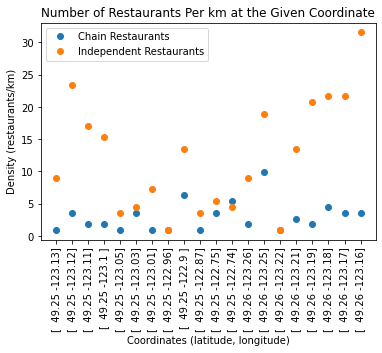 Number of Restaurants Per km at the Given Coordinate
Chain Restaurants
Independent Restaurants
Density (restaurants/km)
30
25
20
15
10
5
0
[ 49.25 -123.13]
[ 49.25 -123.12]
[ 49.25 -123.11]
[ 49.25 -123.1 ]
[ 49.25 -123.05]
[ 49.25 -123.03]
[ 49.25 -123.01]
[ 49.25 -122.96]
[ 49.25 -122.9 ]
[ 49.25 -122.87]
[ 49.25 -122.75]
[ 49.25 -122.74]
[ 49.26 -123.26]
[ 49.26 -123.25]
[ 49.26 -123.22]
[ 49.26 -123.21]
[ 49.26 -123.19]
[ 49.26 -123.18]
[ 49.26 -123.17]
[ 49.26 -123.16]
Coordinates (latitude, longitude)